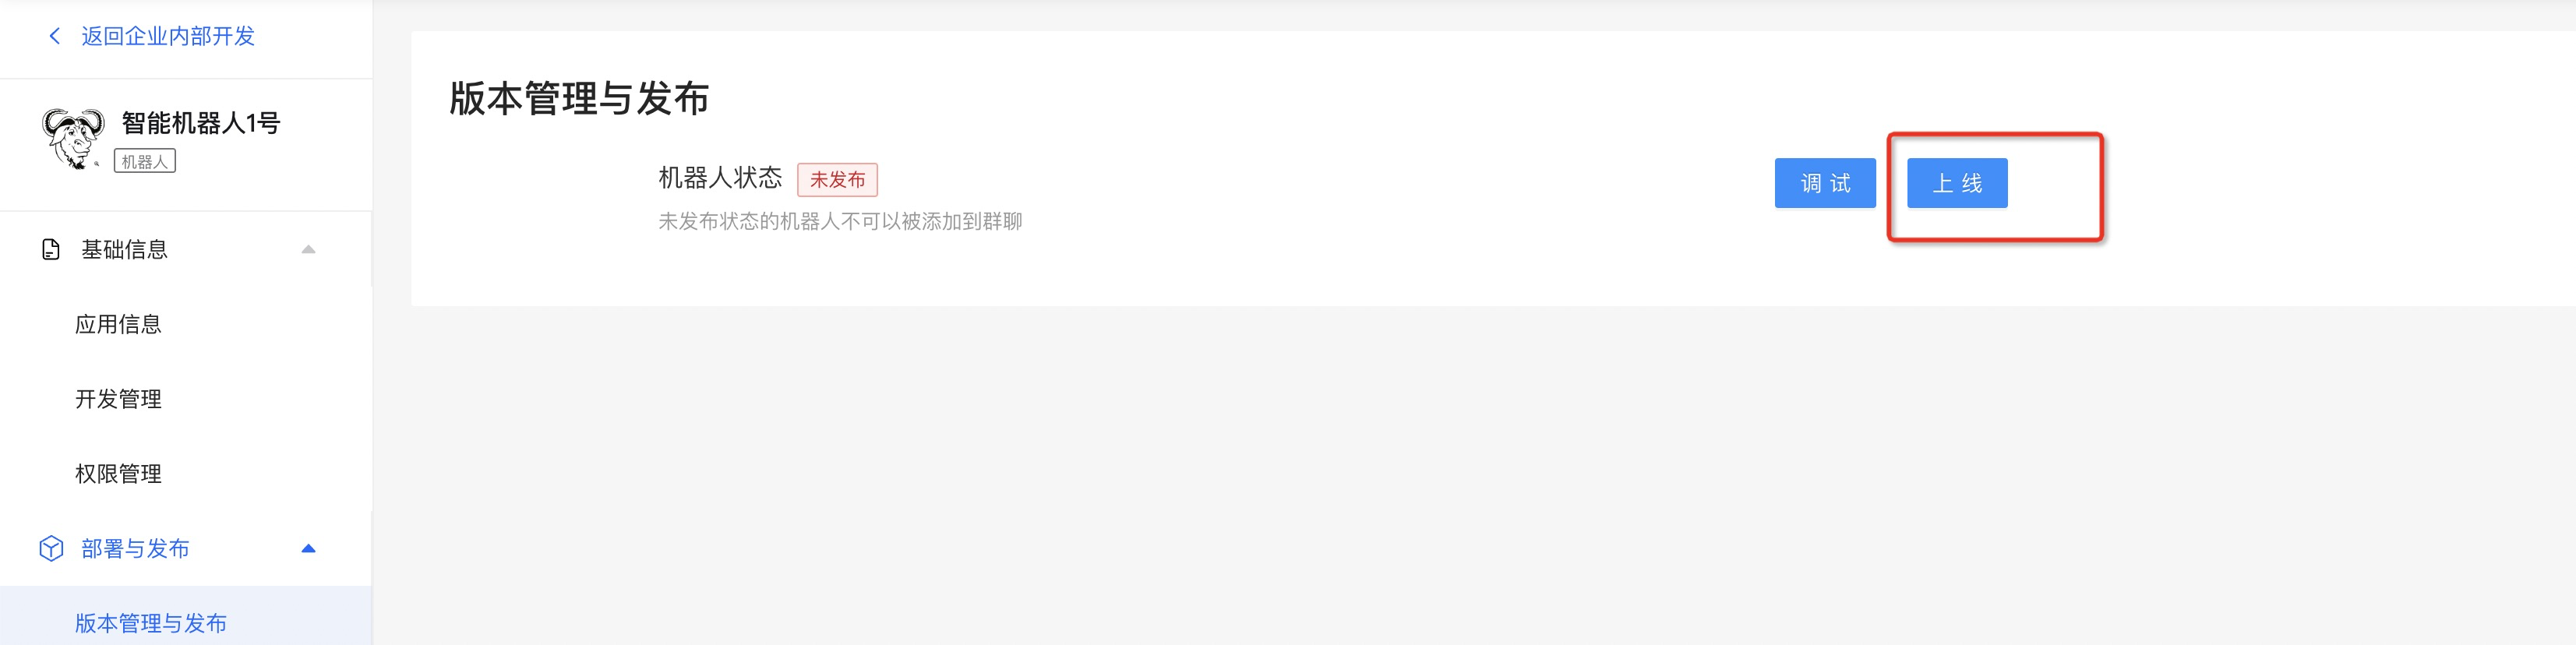 返回企业内部开发
智能机器人1号
机器人
基础信息
应用信息
开发管理
权限管理
部署与发布
版本管理与发布
版本管理与发布
机器人状态 未发布
未发布状态的机器人不可以被添加到群聊
调试 上线